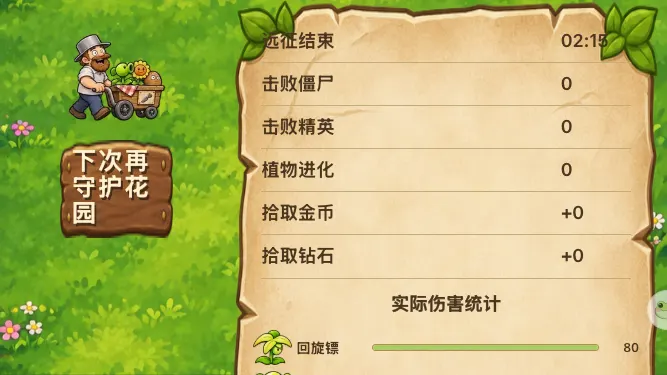 下次再
守护花
园
远征结束 02:15
击败僵尸 0
击败精英 0
植物进化 0
拾取金币 +0
拾取钻石 +0
实际伤害统计
回旋镖 80